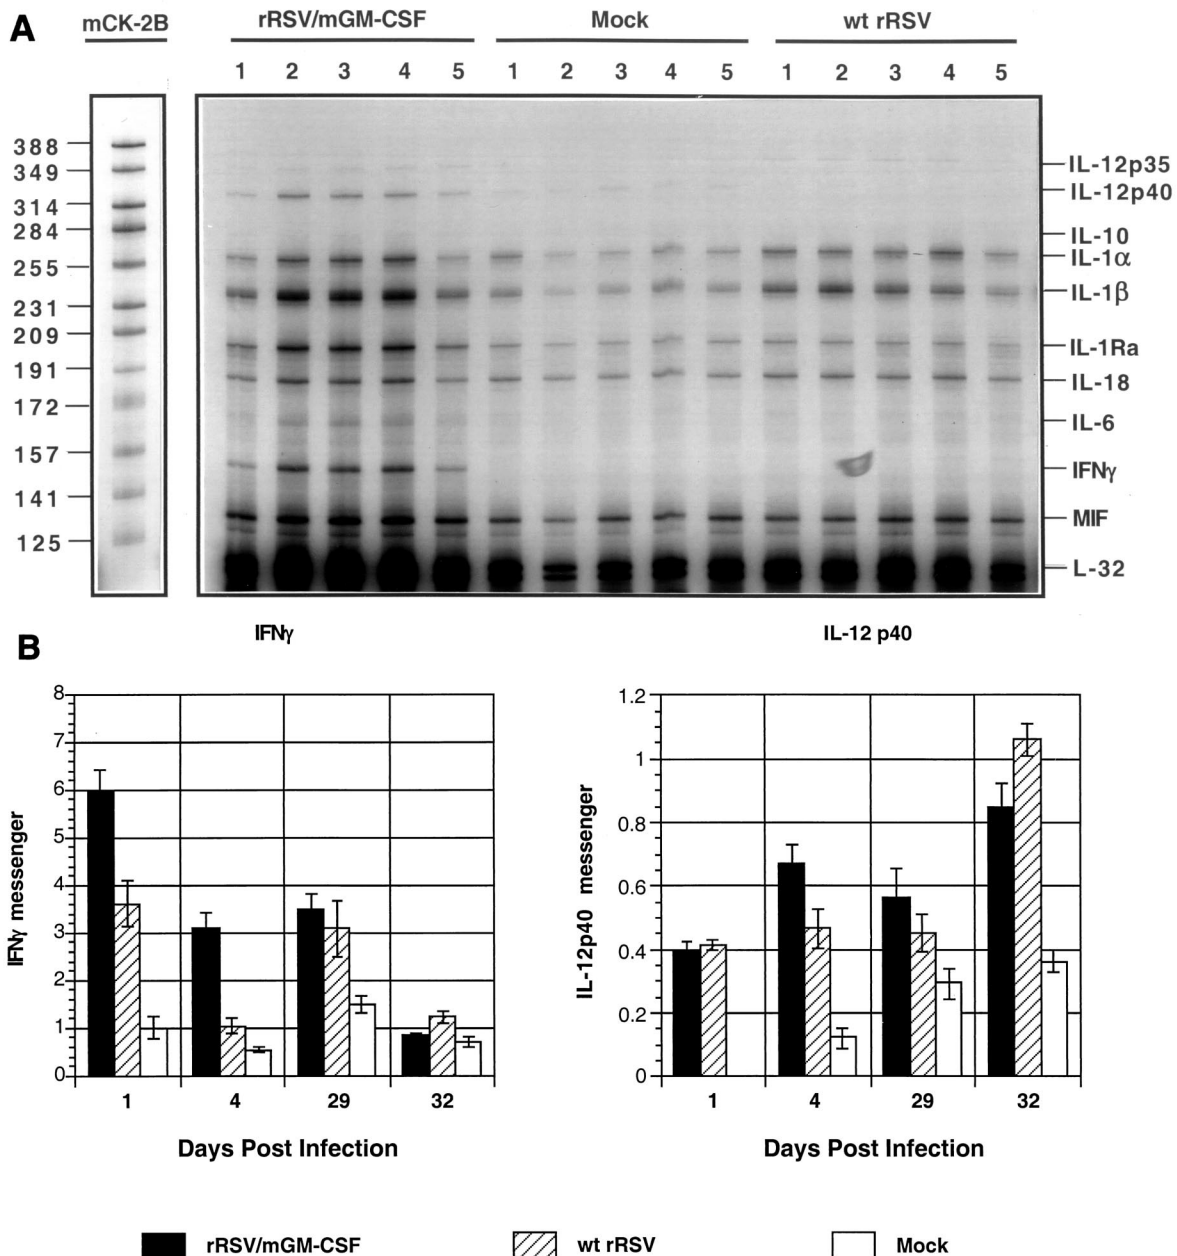 A
mCK-2B rRSV/mGM-CSF Mock wt rRSV
1 2 3 4 5 1 2 3 4 5 1 2 3 4 5
388
349
314
284
255
231
209
191
172
157
141
125
IL-12p35
IL-12p40
IL-10
IL-1α
IL-1β
IL-1Ra
IL-18
IL-6
IFNγ
MIF
L-32
B
IFNγ
IFNγ messenger
8
7
6
5
4
3
2
1
0
1 4 29 32
Days Post Infection
IL-12 p40
IL-12p40 messenger
1.2
1
0.8
0.6
0.4
0.2
0
1 4 29 32
Days Post Infection
rRSV/mGM-CSF wt rRSV Mock